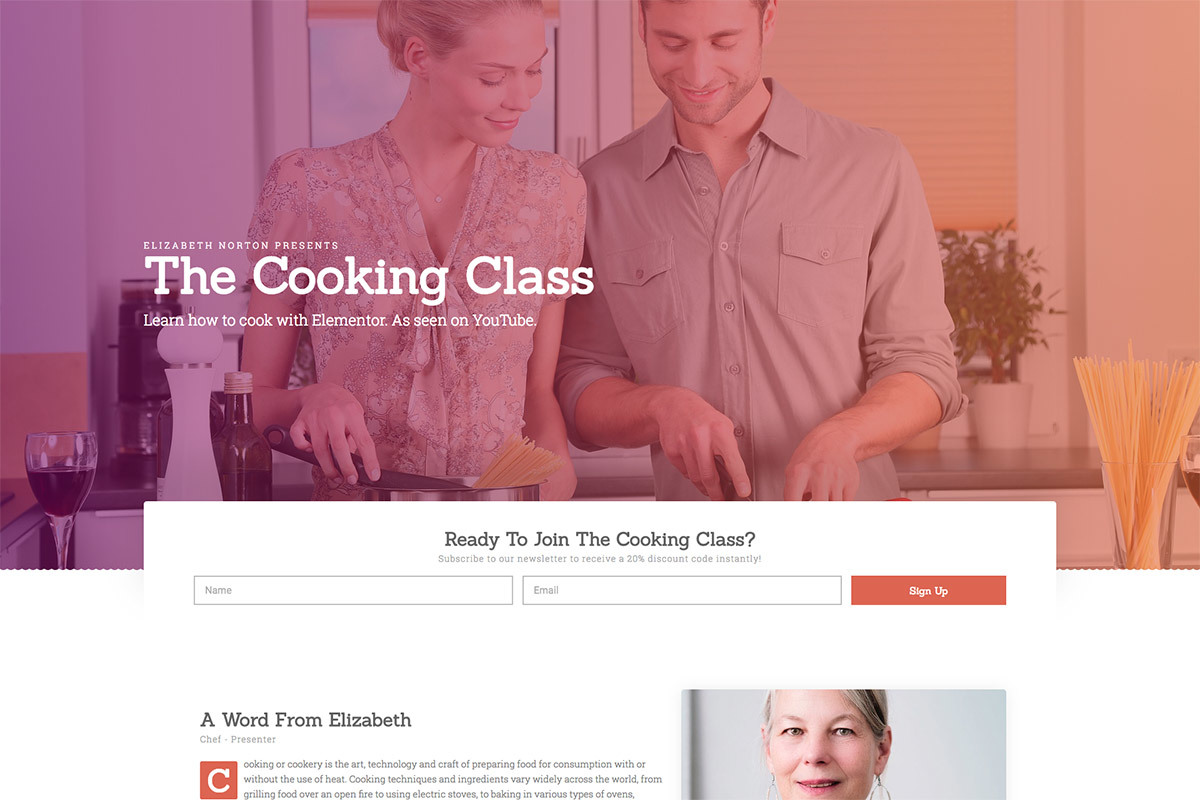 ELIZABETH NORTON PRESENTS
The Cooking Class
Learn how to cook with Elementor. As seen on YouTube.
Ready To Join The Cooking Class?
Subscribe to our newsletter to receive a 20% discount code instantly!
Name
Email
Sign Up
A Word From Elizabeth
Chef - Presenter
Cooking or cookery is the art, technology and craft of preparing food for consumption with or
without the use of heat. Cooking techniques and ingredients vary widely across the world, from
grilling food over an open fire to using electric stoves, to baking in various types of ovens,